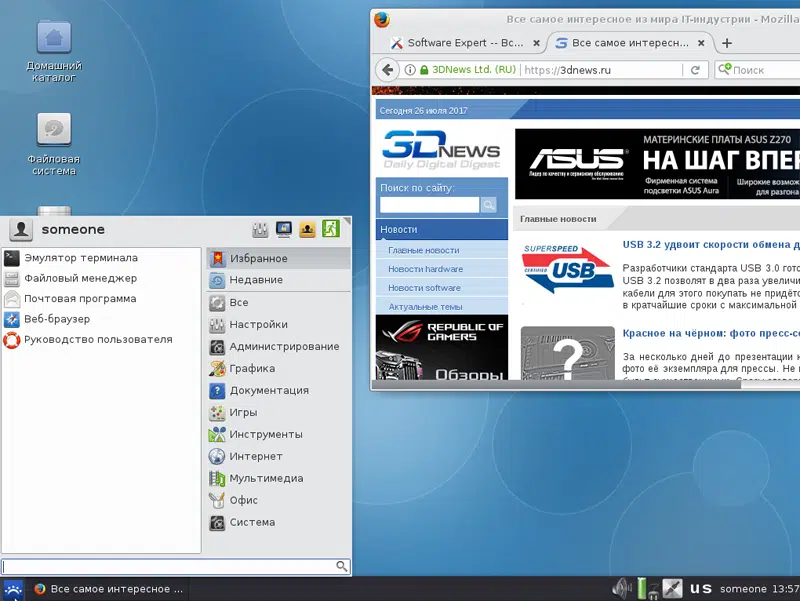 Домашний
каталог
Файловая
система
Все самое интересное из мира IT-индустрии - Mozilla
Software Expert -- Вс...
Все самое интересн...
3DNews Ltd. (RU)
https://3dnews.ru
Поиск
Сегодня 26 июля 2017
3DNEWS
Daily Digital Digest
ASUS
Лидер по качеству и сервисному обслуживанию
МАТЕРИНСКИЕ ПЛАТЫ ASUS Z270
НА ШАГ ВПЕР
Фирменная система
подсветки ASUS Aura
Широкие возмож
для разгона
Поиск по сайту:
Новости
Главные новости
Новости hardware
Новости software
Актуальные темы
REPUBLIC OF
GAMERS
Обзоры
Главные новости
SUPERSPEED
CERTIFIED USB
USB 3.2 удвоит скорости обмена д
Разработчики стандарта USB 3.0 гото
USB 3.2 позволят в два раза увеличи
кабели для этого покупать не придётс
в кратчайшие сроки с максимальной
?
Красное на чёрном: фото пресс-со
За несколько дней до презентации к
фото её экземпляра для прессы. Не
someone
Эмулятор терминала
Файловый менеджер
Почтовая программа
Веб-браузер
Руководство пользователя
Избранное
Недавние
Все
Настройки
Администрирование
Графика
Документация
Игры
Инструменты
Интернет
Мультимедиа
Офис
Система
Все самое интересное ...
us
someone
13:57